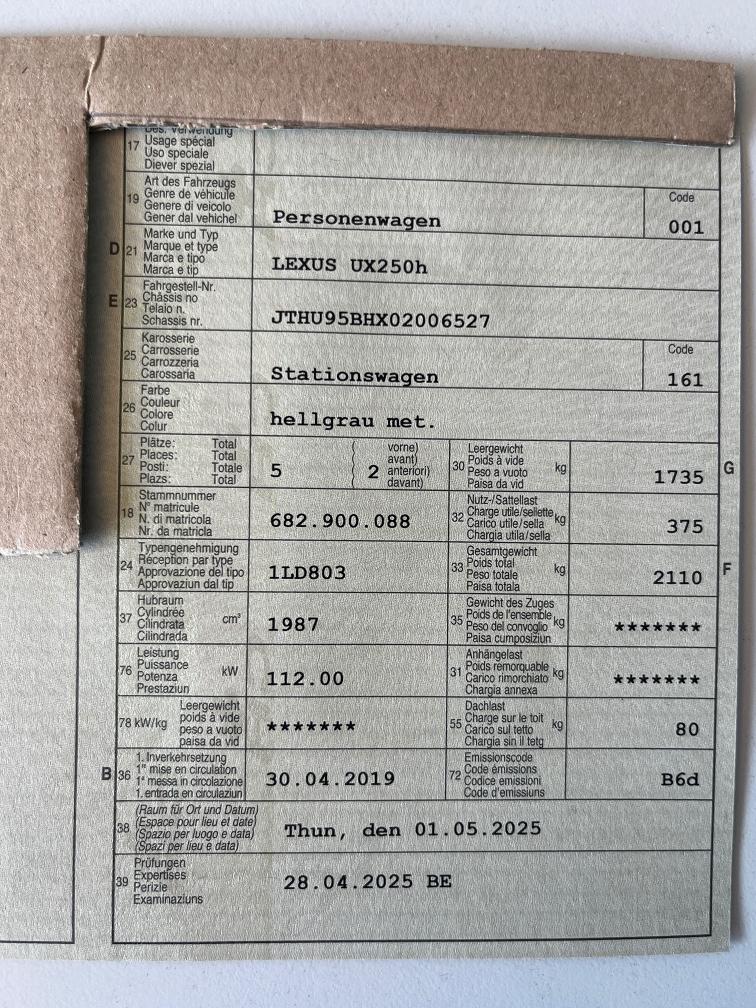 Bes. Verwendung
17 Usage spécial
Uso speciale
Diever spezial
Art des Fahrzeugs
19 Genre de véhicule
Genere di veicolo
Gener dal vehichel
Personenwagen
Code
001
Marke und Typ
D 21 Marque et type
Marca e tipo
Marca e tip
LEXUS UX250h
Fahrgestell-Nr.
E 23 Châssis no
Telaio n.
Schassis nr.
JTHU95BHX02006527
Karosserie
25 Carrosserie
Carrozzeria
Carossaria
Stationswagen
Code
161
Farbe
26 Couleur
Colore
Colur
hellgrau met.
Plätze: Total
27 Places: Total
Posti: Totale
Plazs: Total
5
( vorne)
avant)
2 anteriori)
( davant)
Leergewicht
30 Poids à vide kg
Peso a vuoto
Paisa da vid
1735 G
Stammnummer
18 N° matricule
N. di matricola
Nr. da matricla
682.900.088
Nutz-/Sattellast
32 Charge utile/sellette kg
Carico utile/sella
Chargia utila/sella
375
Typengenehmigung
24 Réception par type
Approvazione del tipo
Approvaziun dal tip
1LD803
Gesamtgewicht
33 Poids total kg
Peso totale
Paisa totala
2110 F
Hubraum
37 Cylindrée cm³
Cilindrata
Cilindrada
1987
Gewicht des Zuges
35 Poids de l'ensemble kg
Peso del convoglio
Paisa cumposiziun
*******
Leistung
76 Puissance kW
Potenza
Prestaziun
112.00
Anhängelast
31 Poids remorquable kg
Carico rimorchiato
Chargia annexa
*******
Leergewicht
78 kW/kg poids à vide
peso a vuoto
paisa da vid
*******
Dachlast
55 Charge sur le toit kg
Carico sul tetto
Chargia sin il tetg
80
1. Inverkehrsetzung
B 36 1re mise en circulation
1a messa in circolazione
1. entrada en circulaziun
30.04.2019
Emissionscode
72 Code émissions
Codice emissioni
Code d'emissiuns
B6d
(Raum für Ort und Datum)
38 (Espace pour lieu et date)
(Spazio per luogo e data)
(Spazi per lieu e data)
Thun, den 01.05.2025
Prüfungen
39 Expertises
Perizie
Examinaziuns
28.04.2025 BE